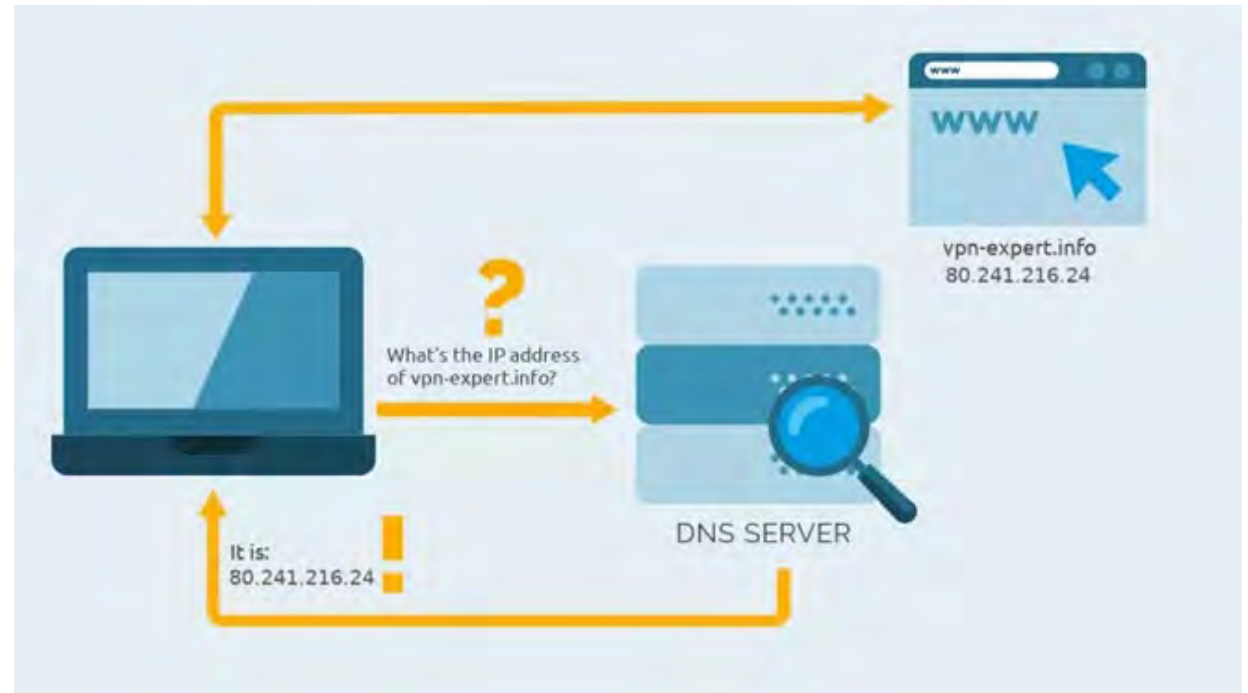 www
www
vpn-expert.info
80.241.216.24
?
What's the IP address
of vpn-expert.info?
DNS SERVER
It is:
80.241.216.24
!